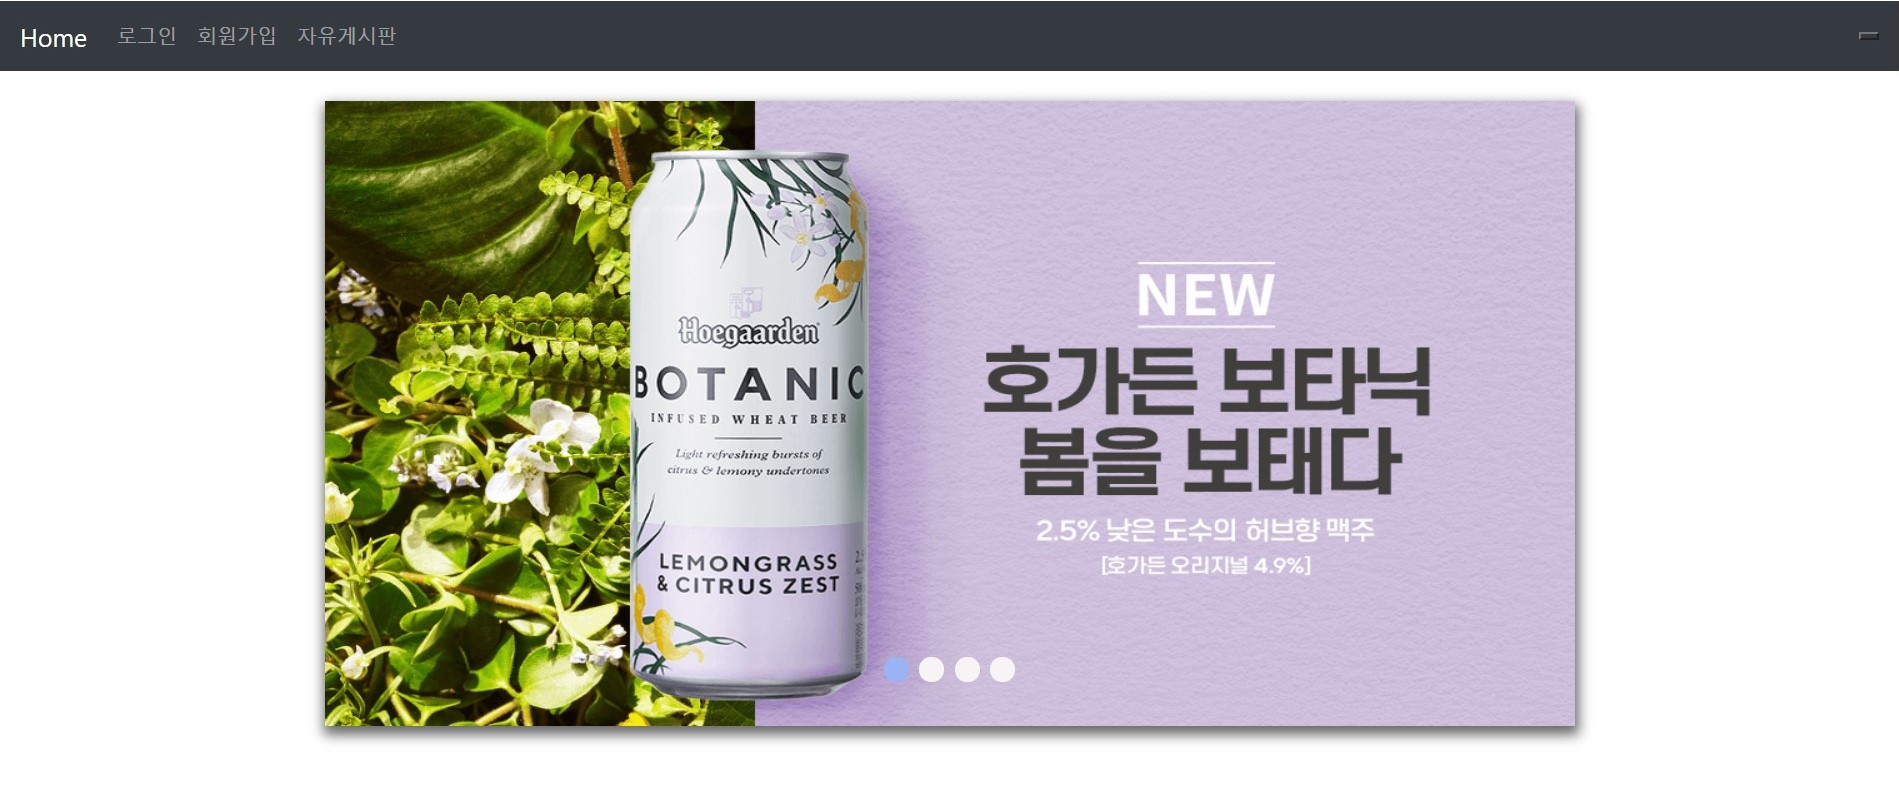 Home 로그인 회원가입 자유게시판
Hoegaarden
BOTANIC
INFUSED WHEAT BEER
Light refreshing bursts of
citrus & lemony undertones
LEMONGRASS
& CITRUS ZEST
NEW
호가든 보타닉
봄을 보태다
2.5% 낮은 도수의 허브향 맥주
[호가든 오리지널 4.9%]